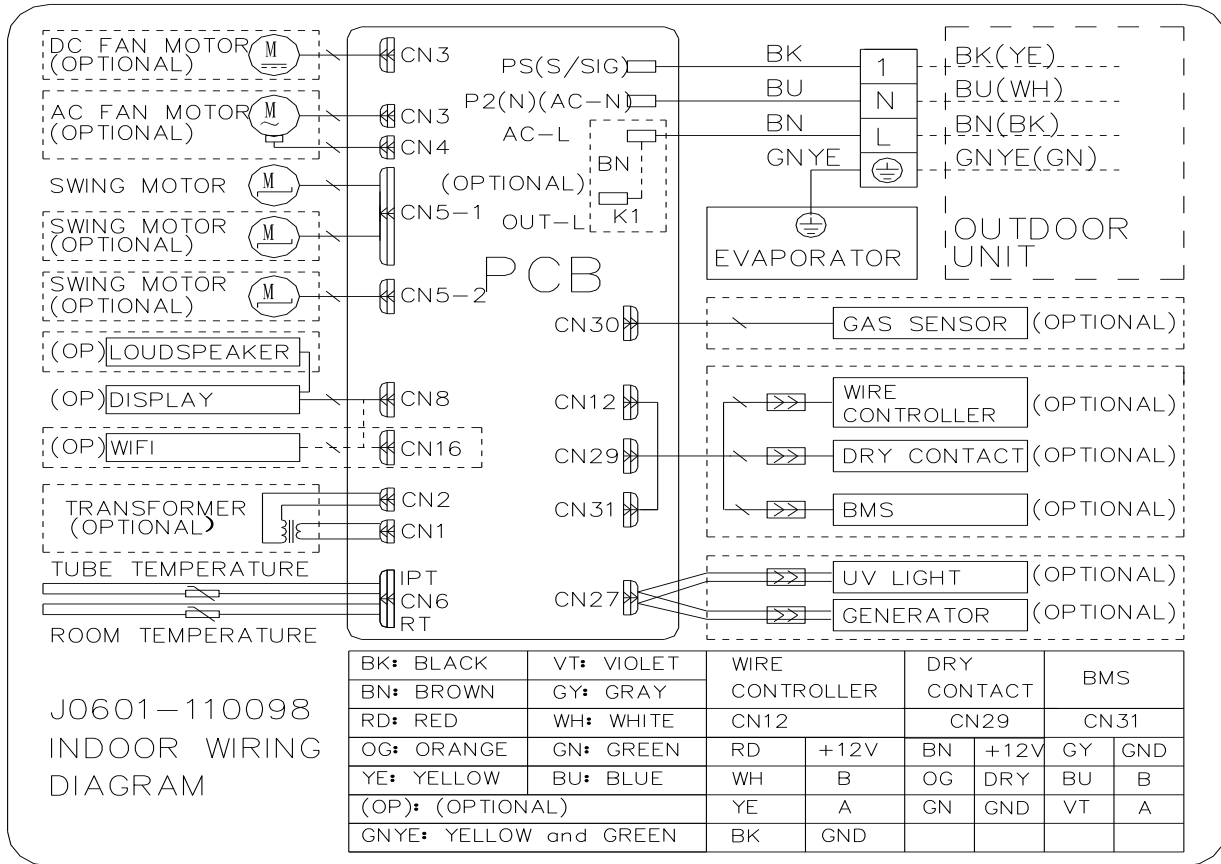 DC FAN MOTOR
(OPTIONAL)
M
CN3
AC FAN MOTOR
(OPTIONAL)
M
~
CN3
CN4
SWING MOTOR
M
SWING MOTOR
(OPTIONAL)
M
CN5-1
SWING MOTOR
(OPTIONAL)
M
CN5-2
(OP) LOUDSPEAKER
(OP) DISPLAY
CN8
(OP) WIFI
CN16
TRANSFORMER
(OPTIONAL)
CN2
CN1
TUBE TEMPERATURE
ROOM TEMPERATURE
IPT
CN6
RT
PCB
PS(S/SIG)
P2(N)(AC-N)
AC-L
(OPTIONAL)
BN
OUT-L
K1
BK
BU
BN
GNYE
1
N
L
EVAPORATOR
BK(YE)
BU(WH)
BN(BK)
GNYE(GN)
OUTDOOR
UNIT
CN30
GAS SENSOR (OPTIONAL)
CN12
CN29
CN31
WIRE
CONTROLLER (OPTIONAL)
DRY CONTACT (OPTIONAL)
BMS (OPTIONAL)
CN27
UV LIGHT (OPTIONAL)
GENERATOR (OPTIONAL)
J0601-110098
INDOOR WIRING
DIAGRAM
BK: BLACK VT: VIOLET
BN: BROWN GY: GRAY
RD: RED WH: WHITE
OG: ORANGE GN: GREEN
YE: YELLOW BU: BLUE
(OP): (OPTIONAL)
GNYE: YELLOW and GREEN
WIRE
CONTROLLER
DRY
CONTACT
BMS
CN12 CN29 CN31
RD +12V BN +12V GY GND
WH B OG DRY BU B
YE A GN GND VT A
BK GND